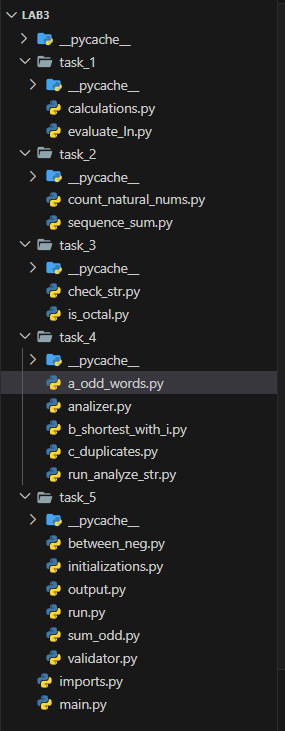 LAB3
__pycache__
task_1
__pycache__
calculations.py
evaluate_ln.py
task_2
__pycache__
count_natural_nums.py
sequence_sum.py
task_3
__pycache__
check_str.py
is_octal.py
task_4
__pycache__
a_odd_words.py
analizer.py
b_shortest_with_i.py
c_duplicates.py
run_analyze_str.py
task_5
__pycache__
between_neg.py
initializations.py
output.py
run.py
sum_odd.py
validator.py
imports.py
main.py